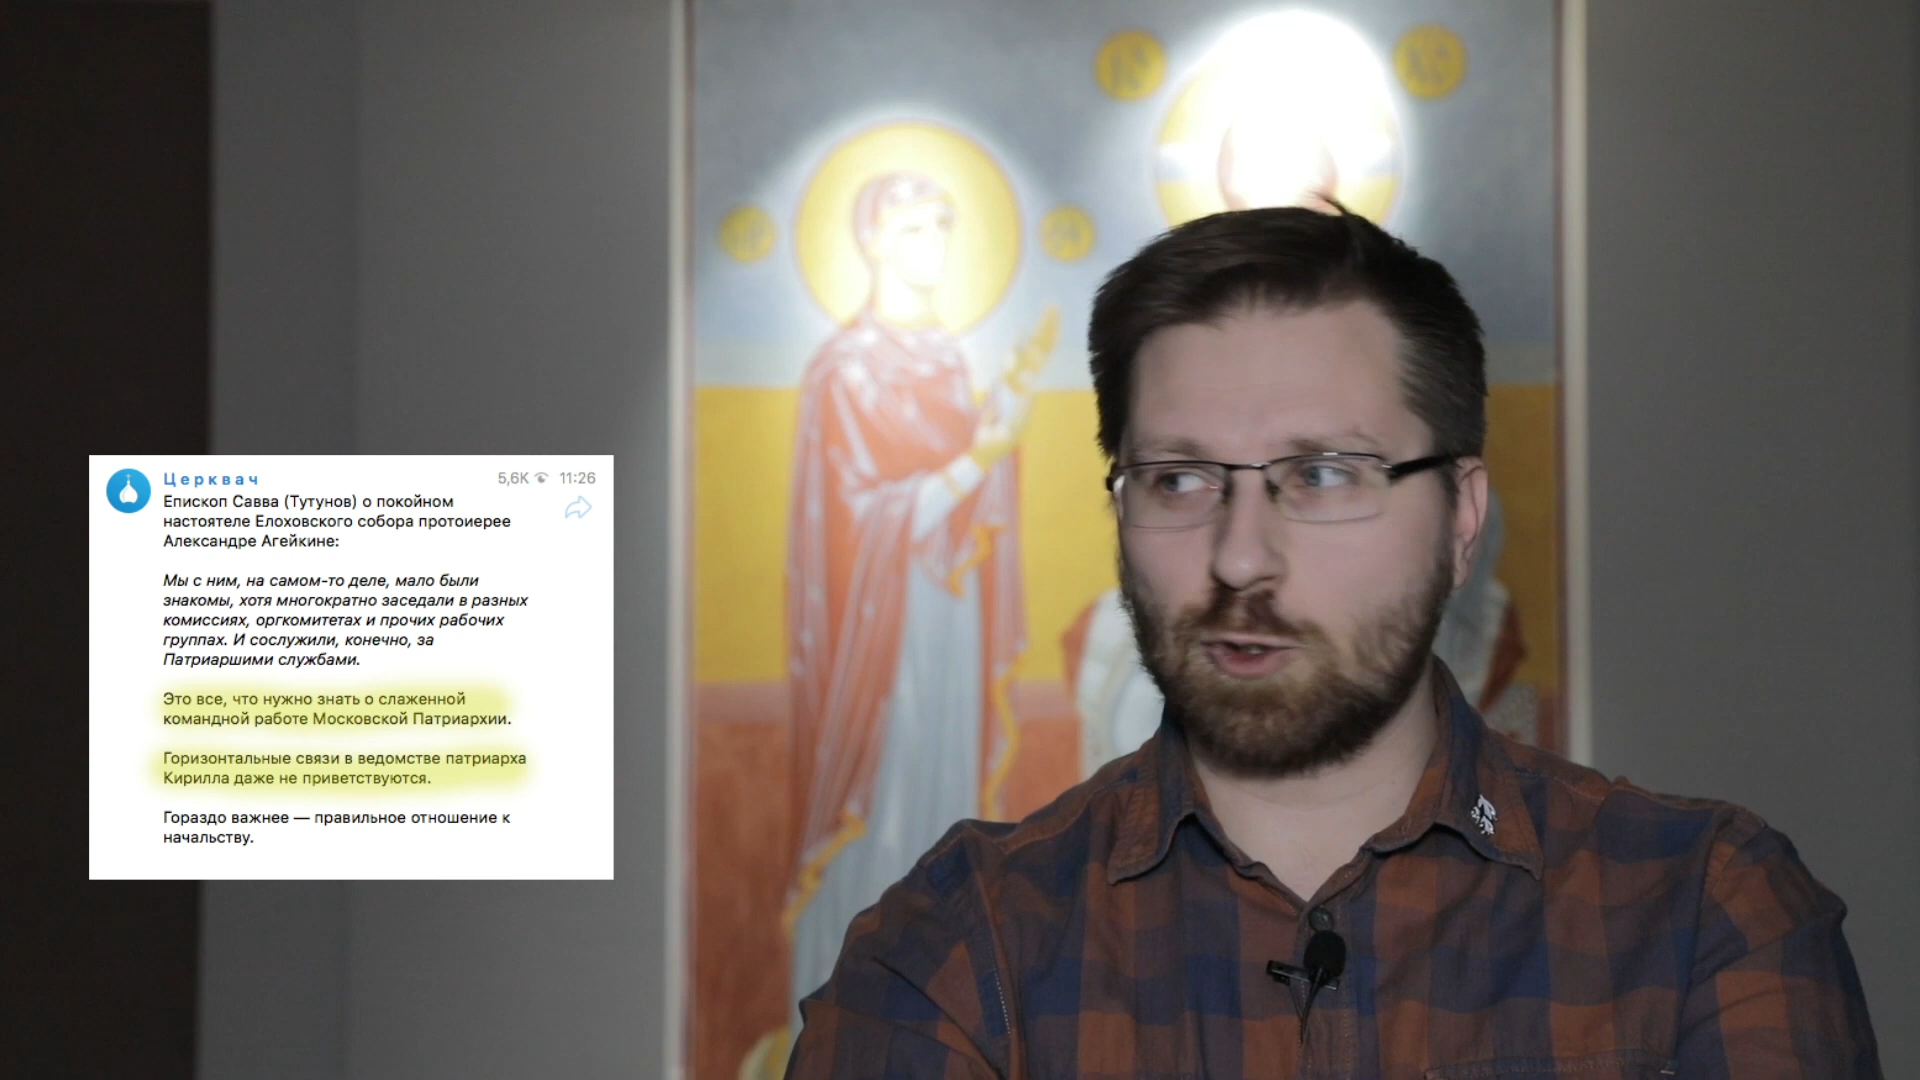 Церквач
5,6K 11:26
Епископ Савва (Тутунов) о покойном
настоятеле Елоховского собора протоиерее
Александре Агейкине:
Мы с ним, на самом-то деле, мало были
знакомы, хотя многократно заседали в разных
комиссиях, оргкомитетах и прочих рабочих
группах. И сослужили, конечно, за
Патриаршими службами.
Это все, что нужно знать о слаженной
командной работе Московской Патриархии.
Горизонтальные связи в ведомстве патриарха
Кирилла даже не приветствуются.
Гораздо важнее — правильное отношение к
начальству.